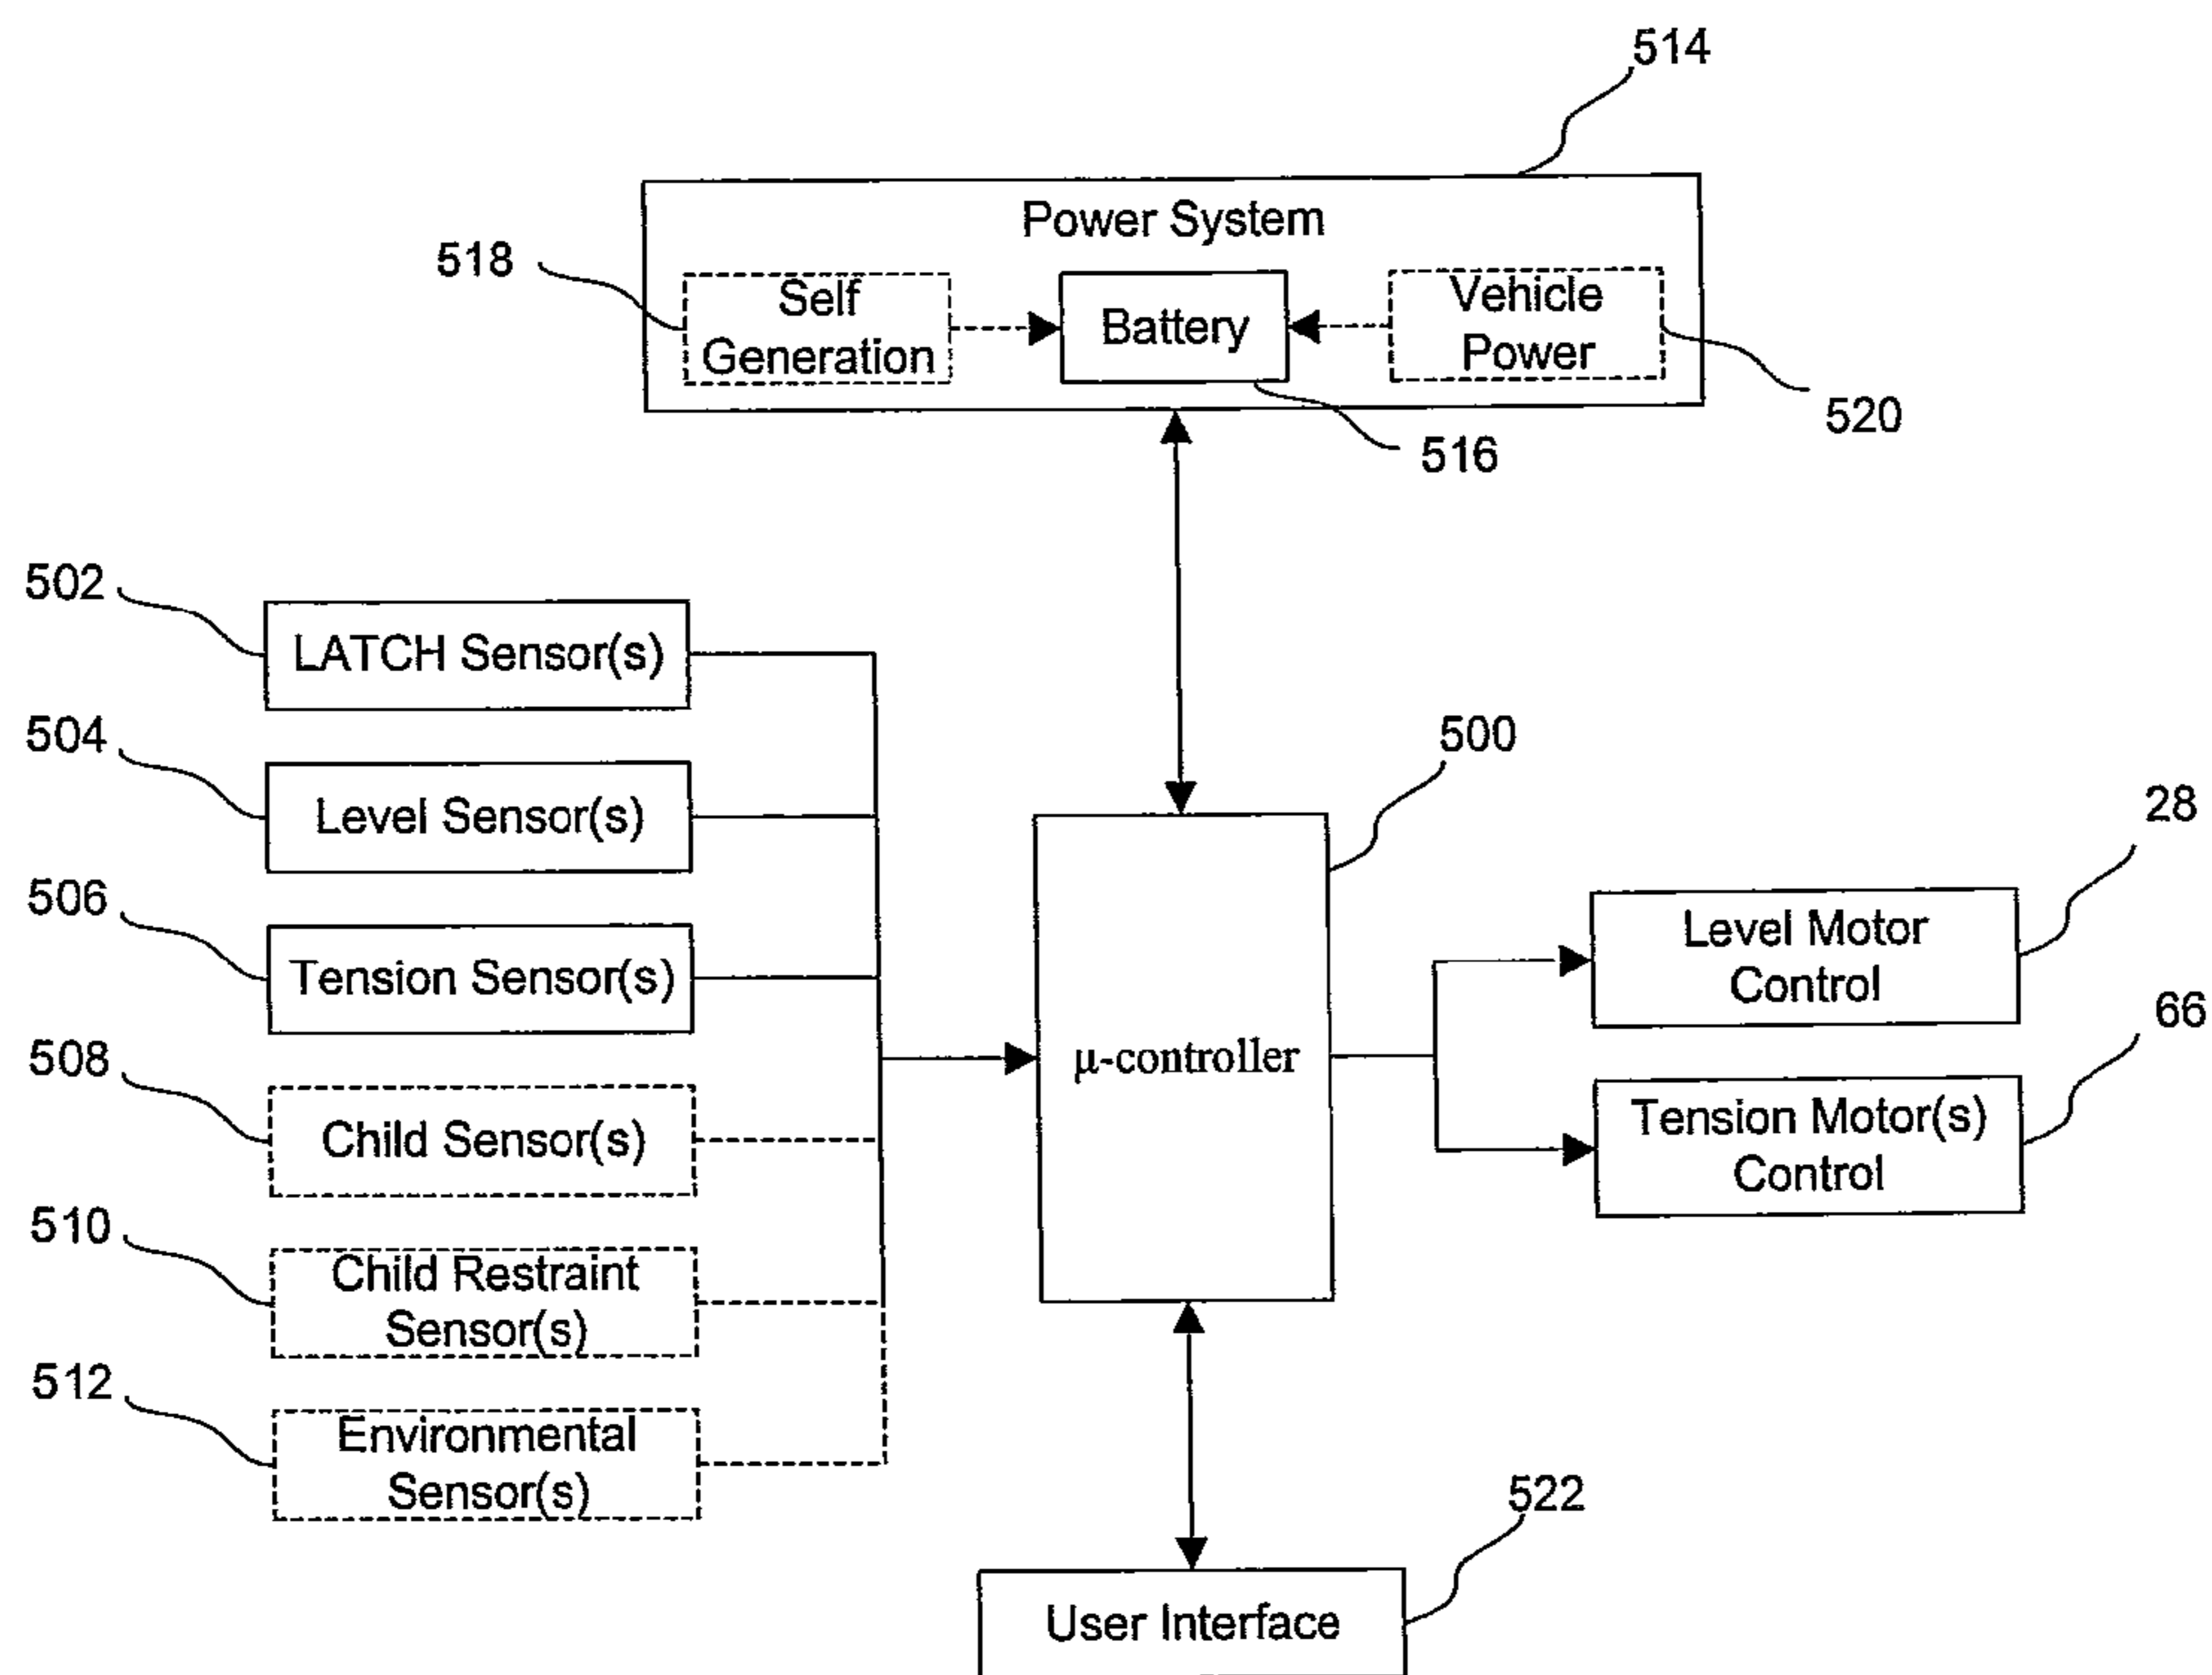 514
Power System
518
Self
Generation
Battery
Vehicle
Power
520
516
502
LATCH Sensor(s)
504
Level Sensor(s)
500
506
Tension Sensor(s)
28
Level Motor
Control
508
Child Sensor(s)
μ-controller
66
Tension Motor(s)
Control
510
Child Restraint
Sensor(s)
512
Environmental
Sensor(s)
522
User Interface